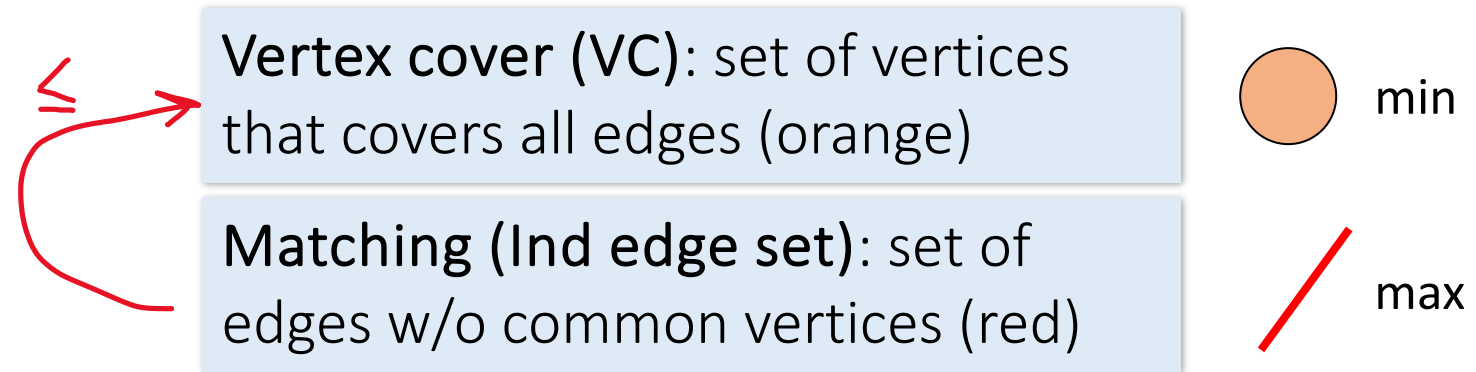 ≤
Vertex cover (VC): set of vertices
that covers all edges (orange)
min
Matching (Ind edge set): set of
edges w/o common vertices (red)
max